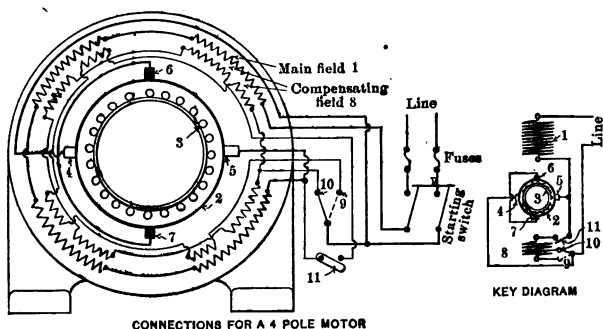 Main field 1
Compensating
field 8
6
3
4
5
2
7
10
9
11
Line
Fuses
Starting
switch
1
Line
6
4
3
5
2
7
8
11
10
9
KEY DIAGRAM
CONNECTIONS FOR A 4 POLE MOTOR